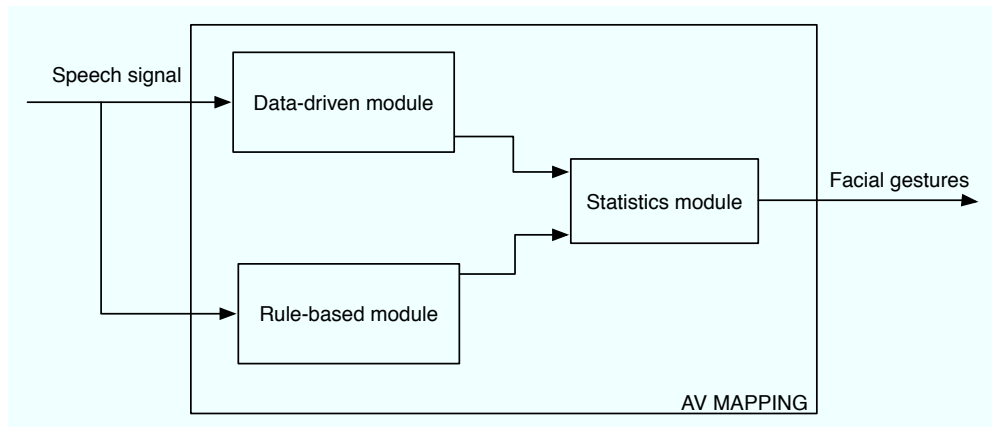 Speech signal
Data-driven module
Statistics module
Facial gestures
Rule-based module
AV MAPPING